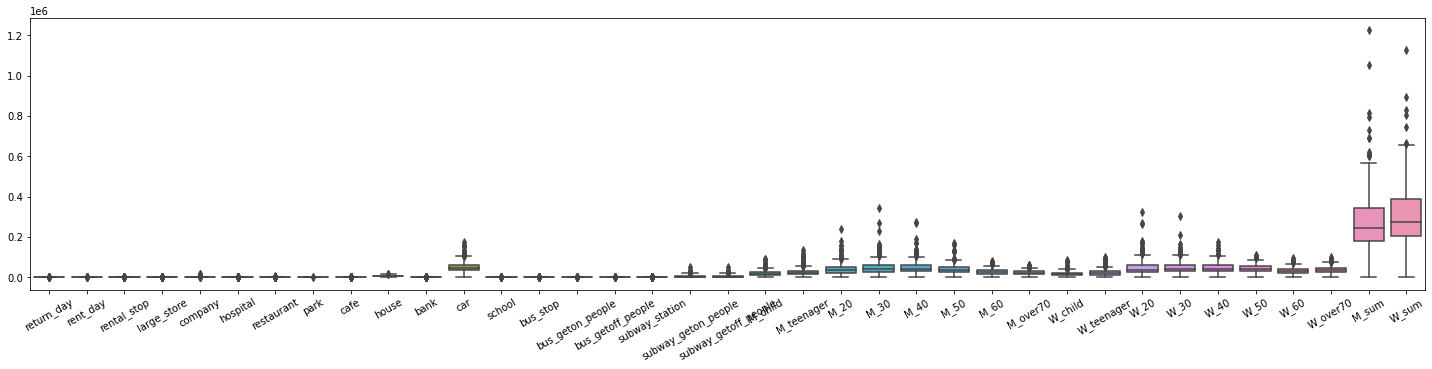 1e6
1.2
1.0
0.8
0.6
0.4
0.2
0.0
return_day
rent_day
rental_stop
large_store
company
hospital
restaurant
park
cafe
house
bank
car
school
bus_stop
bus_geton_people
bus_getoff_people
subway_station
subway_geton_people
subway_getoff_people
M_child
M_teenager
M_20
M_30
M_40
M_50
M_60
M_over70
W_child
W_teenager
W_20
W_30
W_40
W_50
W_60
W_over70
M_sum
W_sum